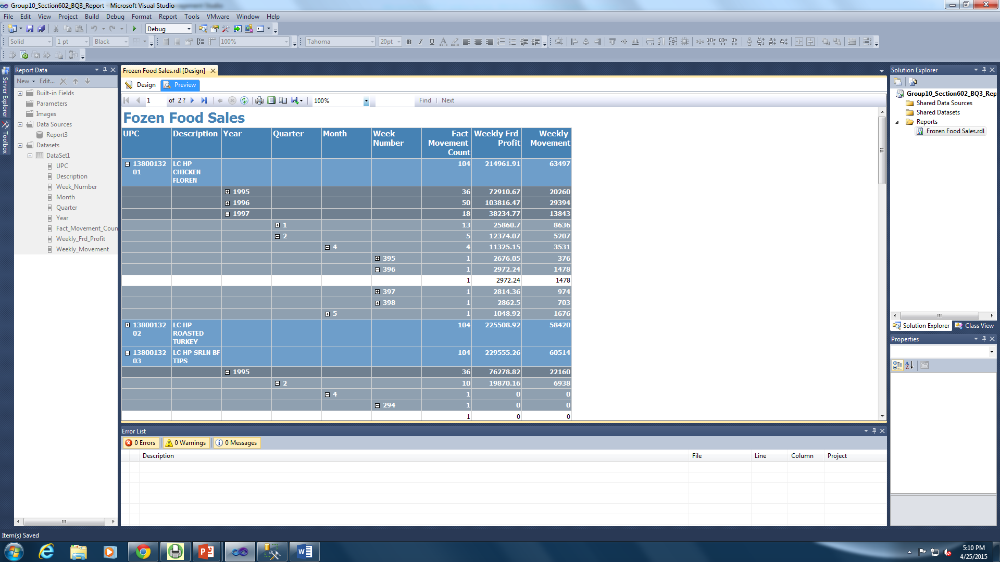 Group10_Section602_BQ3_Report - Microsoft Visual Studio
File Edit View Project Build Debug Format Report Tools VMware Window Help
Debug
Solid 1 pt Black 100% Tahoma 20pt B I U A
Server Explorer
Toolbox
Report Data
New Edit...
Built-in Fields
Parameters
Images
Data Sources
Report3
Datasets
DataSet1
UPC
Description
Week_Number
Month
Quarter
Year
Fact_Movement_Coun
Weekly_Frd_Profit
Weekly_Movement
Frozen Food Sales.rdl [Design]
Design Preview
1 of 2 ? 100% Find Next
Fozen Food Sales
UPC Description Year Quarter Month Week Number Fact Movement Count Weekly Frd Profit Weekly Movement
1380013201 LC HP CHICKEN FLOREN 104 214961.91 63497
1995 36 72910.67 20260
1996 50 103816.47 29394
1997 18 38234.77 13843
1 13 25860.7 8636
2 5 12374.07 5207
4 4 11325.15 3531
395 1 2676.05 376
396 1 2972.24 1478
1 2972.24 1478
397 1 2814.36 974
398 1 2862.5 703
5 1 1048.92 1676
1380013202 LC HP ROASTED TURKEY 104 225508.92 58420
1380013203 LC HP SRLN BF TIPS 104 229555.26 60514
1995 36 76278.82 22160
2 10 19870.16 6938
4 1 0 0
294 1 0 0
1 0 0
Error List
0 Errors 0 Warnings 0 Messages
Description File Line Column Project
Solution Explorer
Group10_Section602_BQ3_Rep
Shared Data Sources
Shared Datasets
Reports
Frozen Food Sales.rdl
Solution Explorer Class View
Properties
Item(s) Saved
5:10 PM
4/25/2015